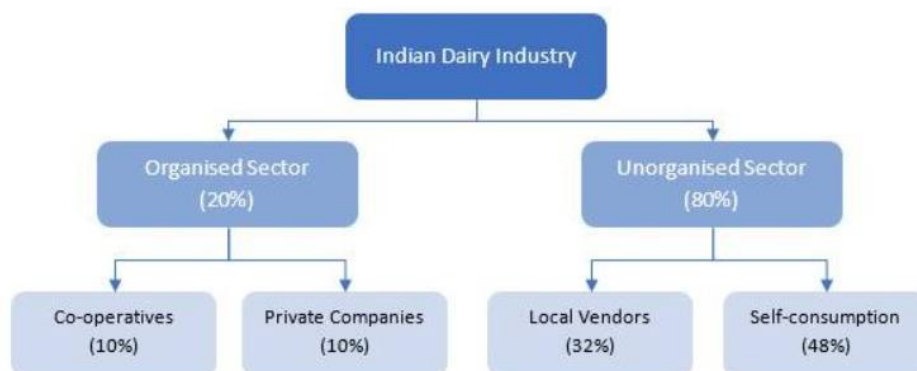 Indian Dairy Industry
Organised Sector
(20%)
Unorganised Sector
(80%)
Co-operatives
(10%)
Private Companies
(10%)
Local Vendors
(32%)
Self-consumption
(48%)